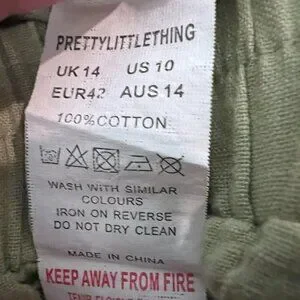 PRETTYLITTLETHING
UK 14 US 10
EUR42 AUS 14
100%COTTON
WASH WITH SIMILAR
COLOURS
IRON ON REVERSE
DO NOT DRY CLEAN
MADE IN CHINA
KEEP AWAY FROM FIRE